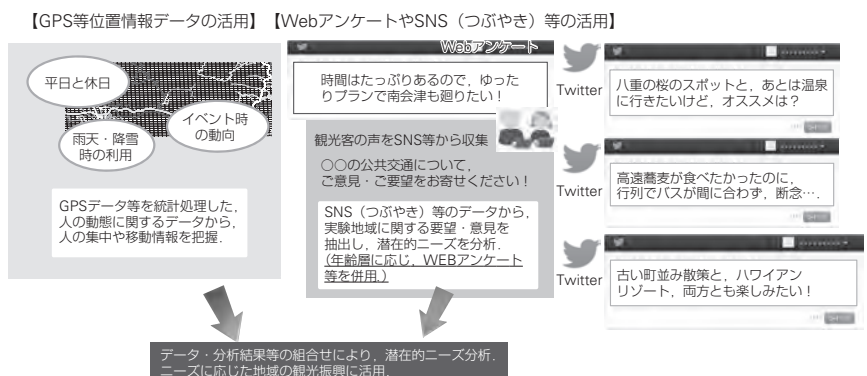 【GPS等位置情報データの活用】【WebアンケートやSNS（つぶやき）等の活用】
平日と休日
雨天・降雪
時の利用
イベント時
の動向
GPSデータ等を統計処理した，
人の動態に関するデータから，
人の集中や移動情報を把握．
Webアンケート
時間はたっぷりあるので，ゆった
りプランで南会津も廻りたい！
観光客の声をSNS等から収集
○○の公共交通について，
ご意見・ご要望をお寄せください！
SNS（つぶやき）等のデータから，
実験地域に関する要望・意見を
抽出し，潜在的ニーズを分析．
（年齢層に応じ，WEBアンケート
等を併用．）
Twitter
八重の桜のスポットと，あとは温泉
に行きたいけど，オススメは？
Twitter
高遠蕎麦が食べたかったのに，
行列でバスが間に合わず，断念…．
Twitter
古い町並み散策と，ハワイアン
リゾート，両方とも楽しみたい！
データ・分析結果等の組合せにより，潜在的ニーズ分析．
ニーズに応じた地域の観光振興に活用．